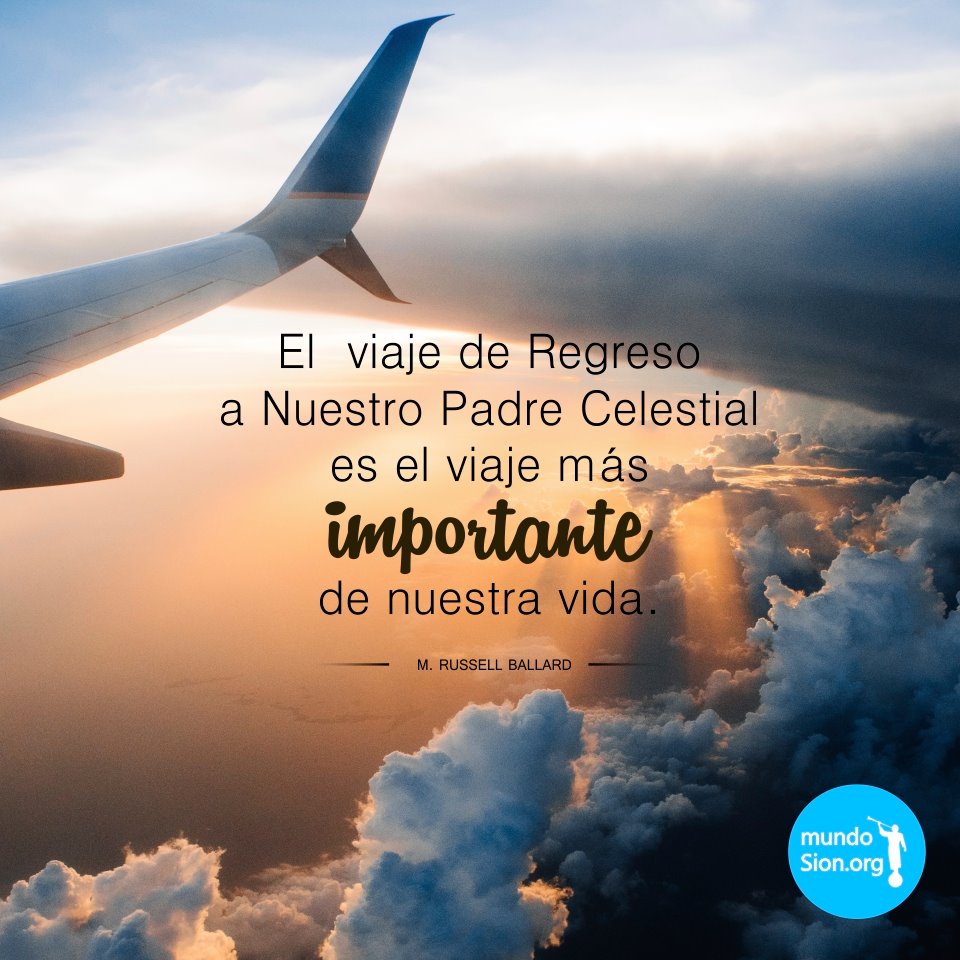 El viaje de Regreso
a Nuestro Padre Celestial
es el viaje más
importante
de nuestra vida.
M. RUSSELL BALLARD
mundo
Sion.org